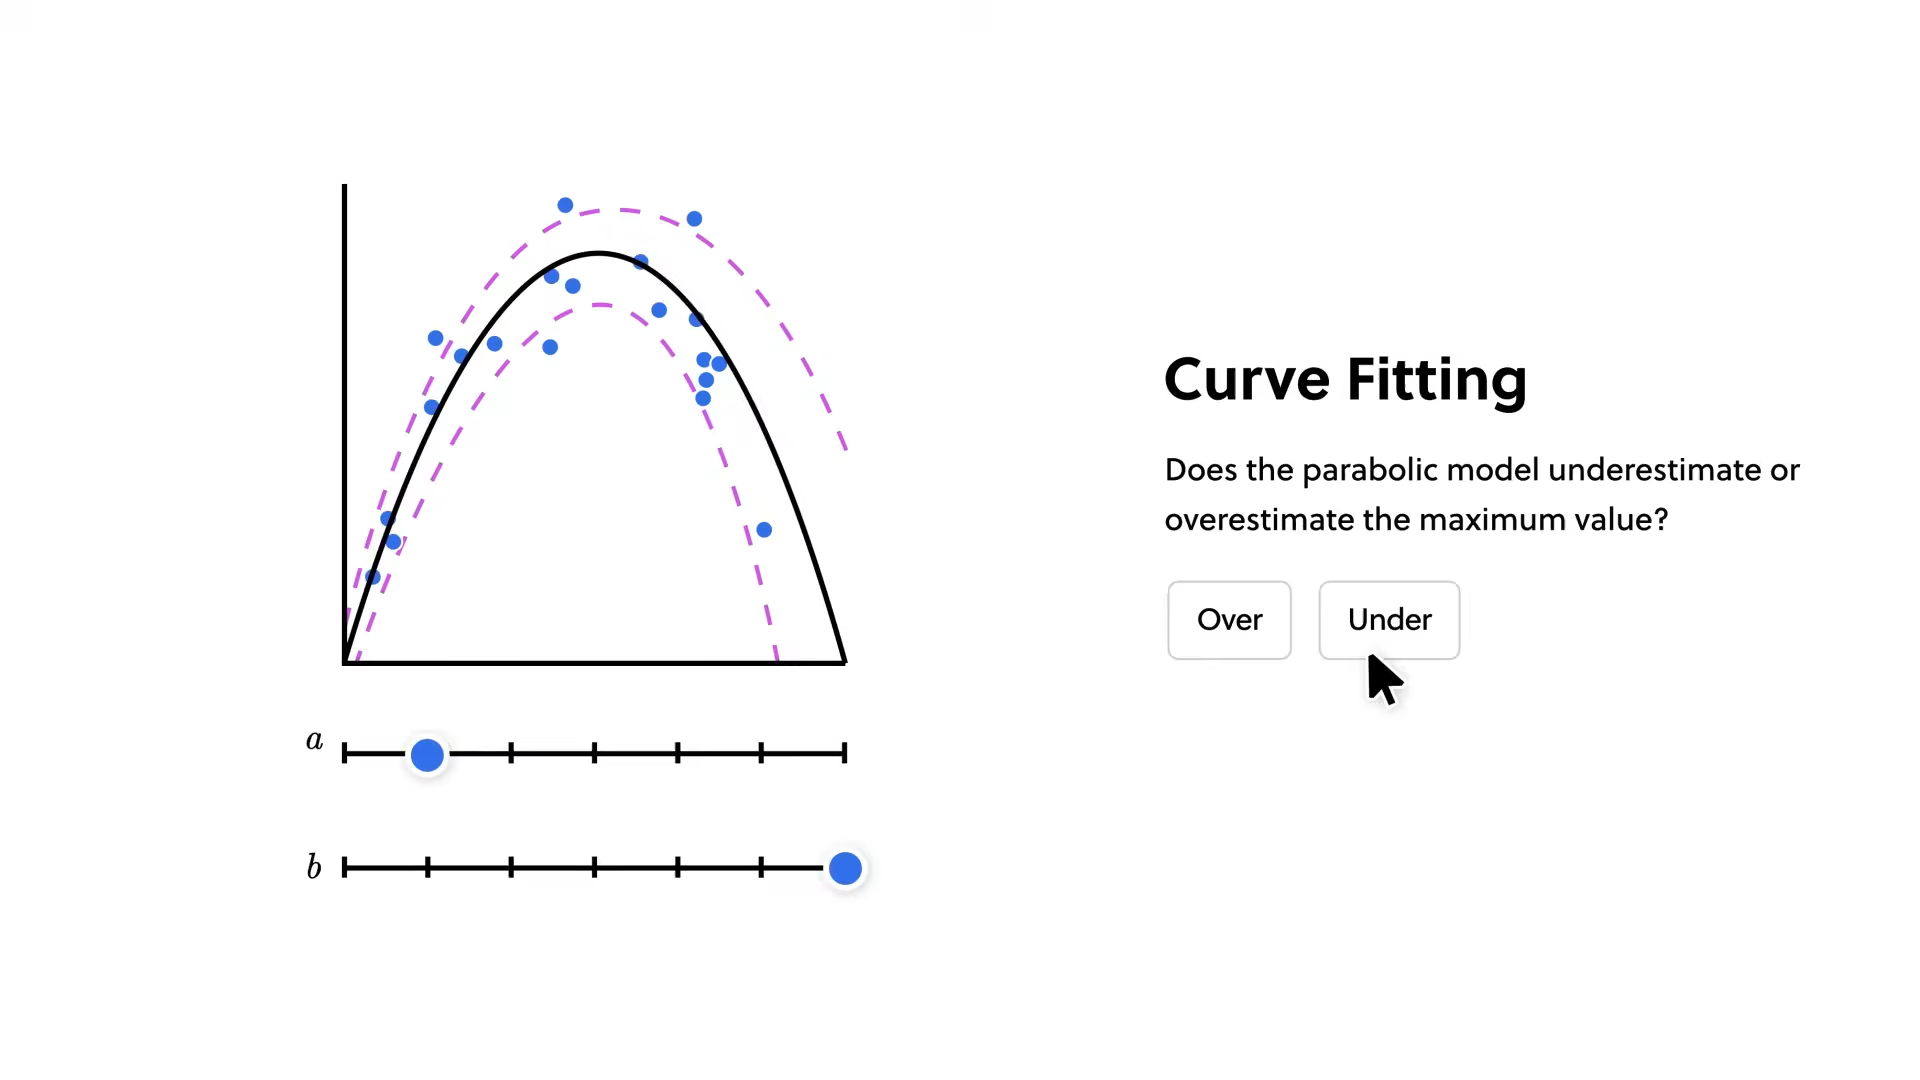 a
b
Curve Fitting
Does the parabolic model underestimate or
overestimate the maximum value?
Over
Under